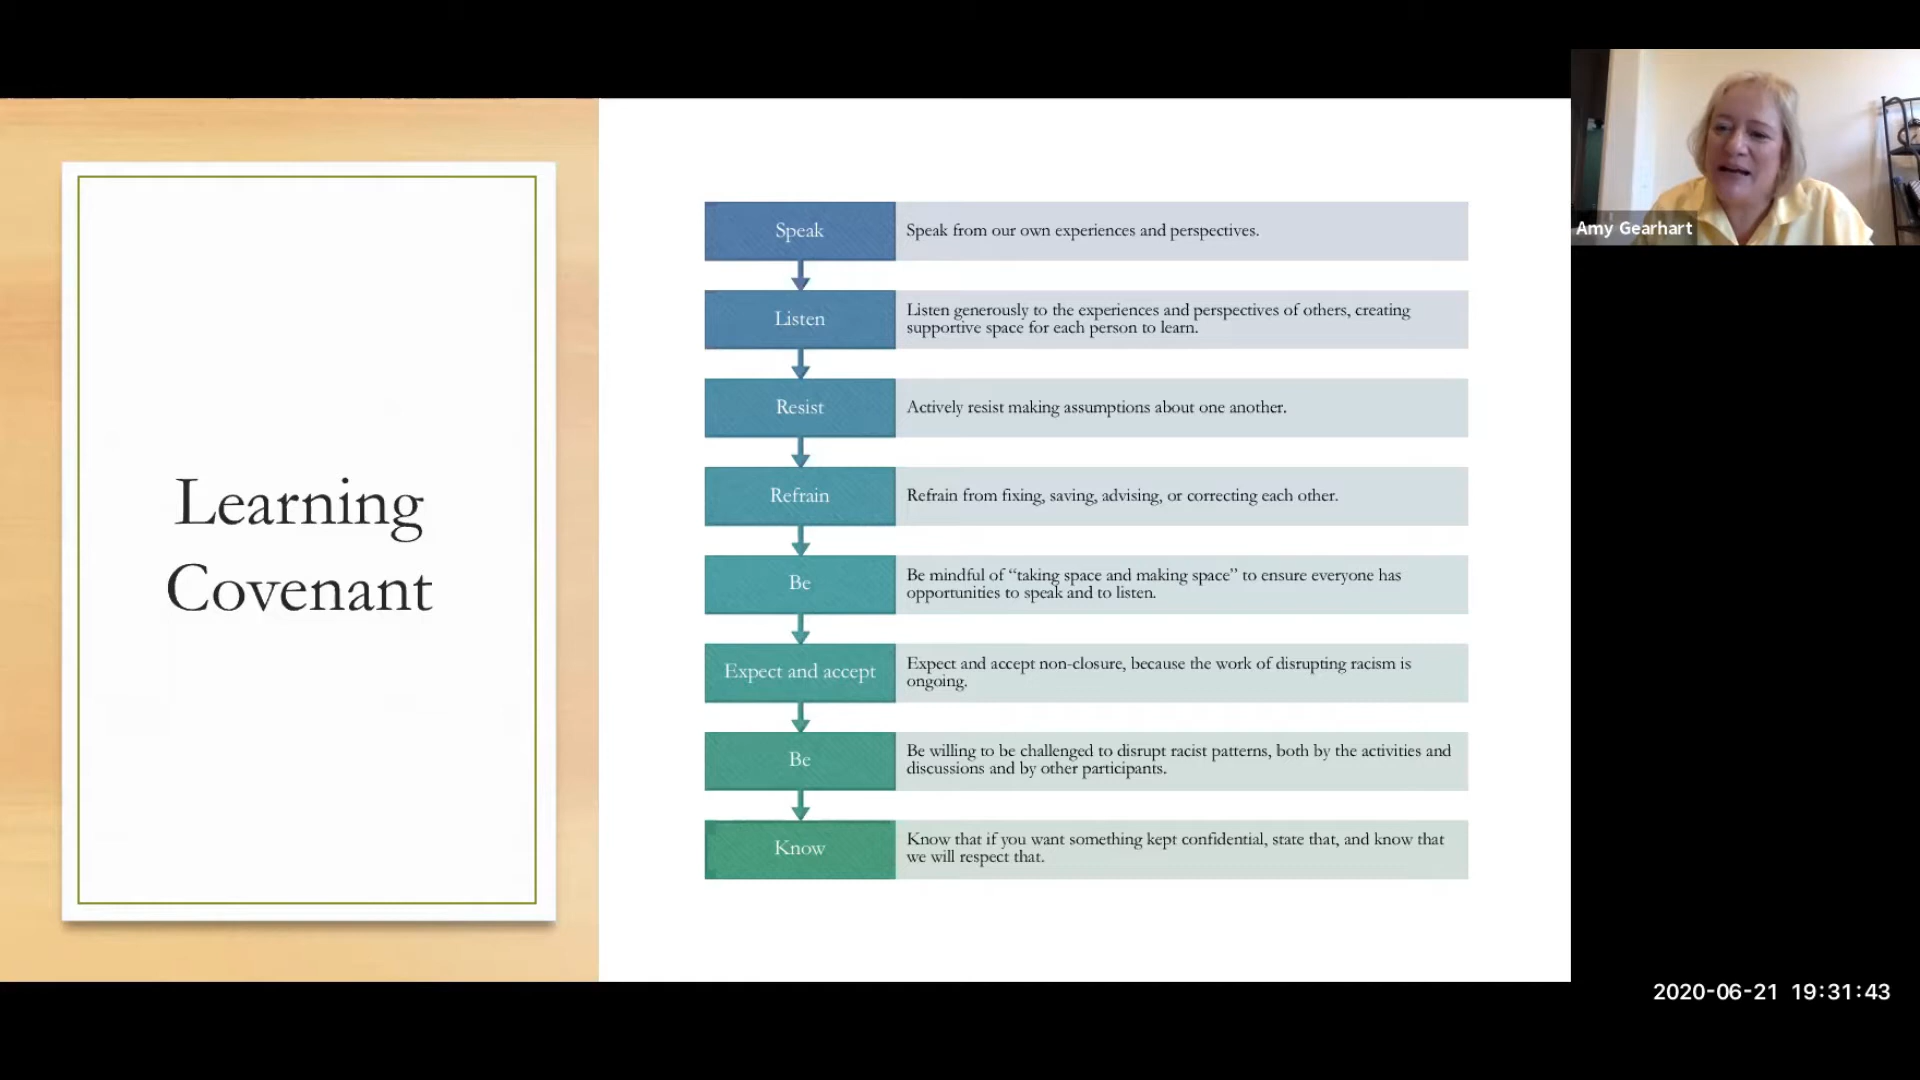 Learning
Covenant
Speak
Speak from our own experiences and perspectives.
Listen
Listen generously to the experiences and perspectives of others, creating
supportive space for each person to learn.
Resist
Actively resist making assumptions about one another.
Refrain
Refrain from fixing, saving, advising, or correcting each other.
Be
Be mindful of “taking space and making space” to ensure everyone has
opportunities to speak and to listen.
Expect and accept
Expect and accept non-closure, because the work of disrupting racism is
ongoing.
Be
Be willing to be challenged to disrupt racist patterns, both by the activities and
discussions and by other participants.
Know
Know that if you want something kept confidential, state that, and know that
we will respect that.
Amy Gearhart
2020-06-21 19:31:43